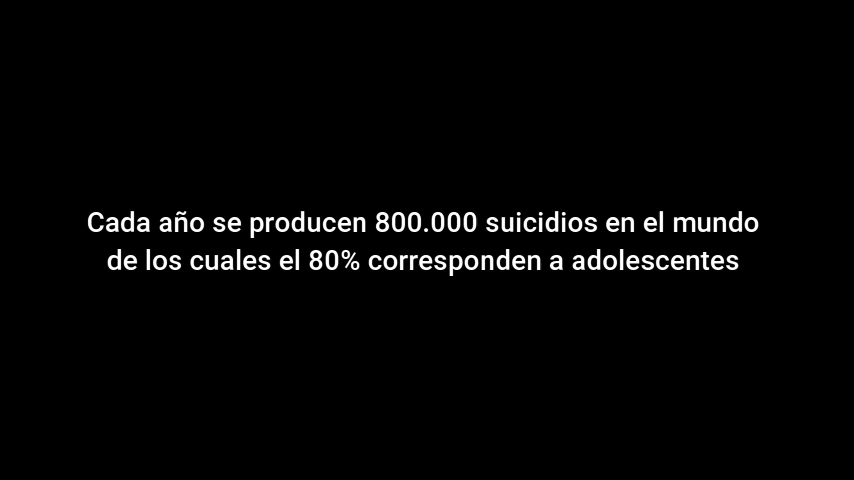 Cada año se producen 800.000 suicidios en el mundo
de los cuales el 80% corresponden a adolescentes